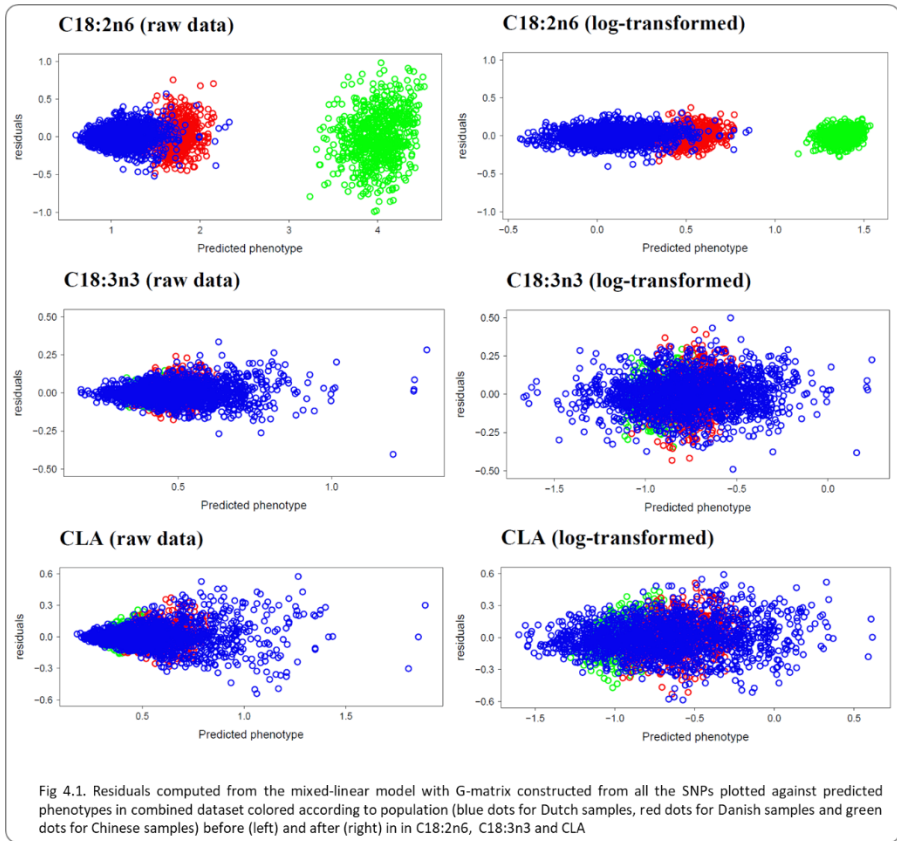 C18:2n6 (raw data)
C18:2n6 (log-transformed)
residuals
1.0
0.5
0.0
−0.5
−1.0
1 2 3 4
Predicted phenotype
residuals
1.0
0.5
0.0
−0.5
−1.0
−0.5 0.0 0.5 1.0 1.5
Predicted phenotype
C18:3n3 (raw data)
C18:3n3 (log-transformed)
residuals
0.50
0.25
0.00
−0.25
−0.50
0.5 1.0
Predicted phenotype
residuals
0.50
0.25
0.00
−0.25
−0.50
−1.5 −1.0 −0.5 0.0
Predicted phenotype
CLA (raw data)
CLA (log-transformed)
residuals
0.6
0.3
0.0
−0.3
−0.6
0.5 1.0 1.5
Predicted phenotype
residuals
0.6
0.3
0.0
−0.3
−0.6
−1.5 −1.0 −0.5 0.0 0.5
Predicted phenotype
Fig 4.1. Residuals computed from the mixed-linear model with G-matrix constructed from all the SNPs plotted against predicted
phenotypes in combined dataset colored according to population (blue dots for Dutch samples, red dots for Danish samples and green
dots for Chinese samples) before (left) and after (right) in in C18:2n6, C18:3n3 and CLA